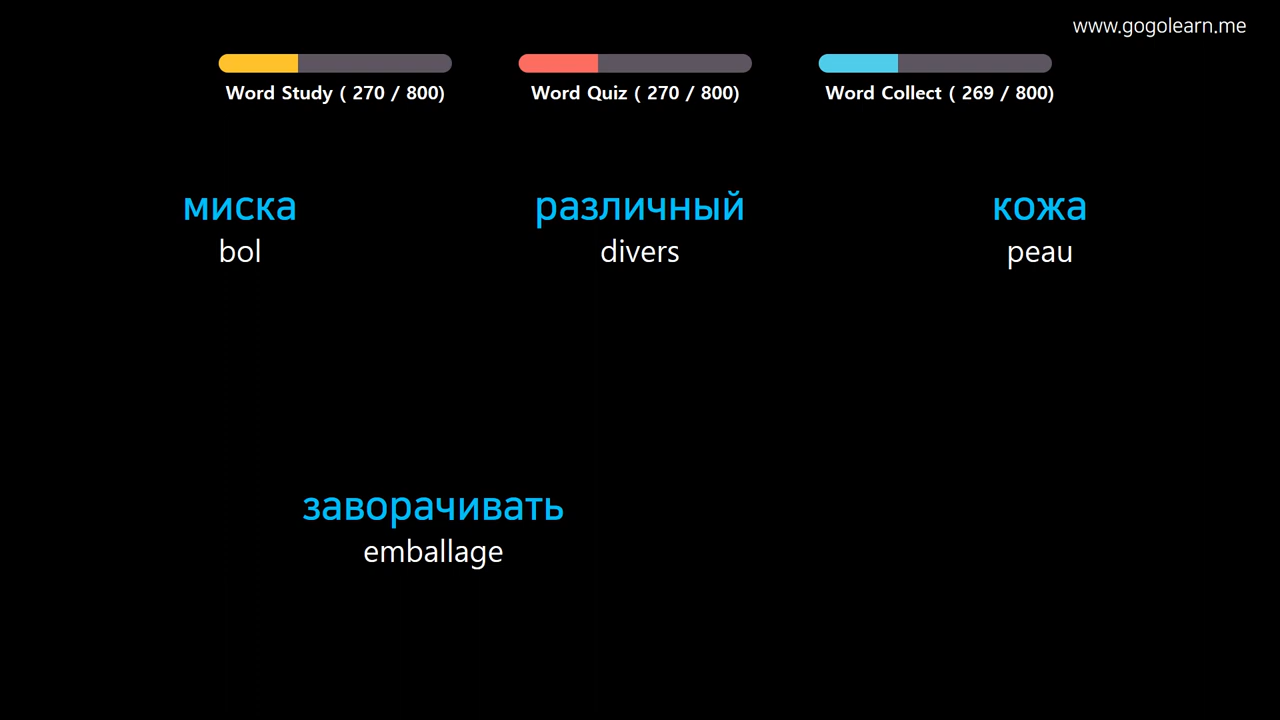 www.gogolearn.me
Word Study ( 270 / 800)
Word Quiz ( 270 / 800)
Word Collect ( 269 / 800)
миска
bol
различный
divers
кожа
peau
заворачивать
emballage